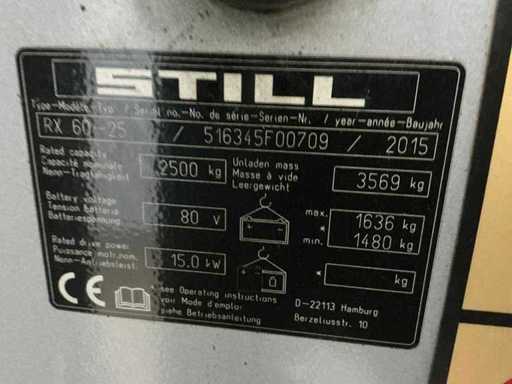 STILL
Type-Modèle-Typ / Serial no.-No. de série-Serien-Nr. / year-année-Baujahr
RX 60-25 / 516345F00709 / 2015
Rated capacity
Capacité nominale
Nenn-Tragfähigkeit
2500 kg
Unladen mass
Masse à vide
Leergewicht
3569 kg
Battery voltage
Tension batterie
Batteriespannung
80 V
max. 1636 kg
min. 1480 kg
Rated drive power
Puissance motr.nom.
Nenn-Antriebsleist.
15.0 kW
* kg
CE
*see Operating instructions
voir Mode d'emploi
siehe Betriebsanleitung
D-22113 Hamburg
Berzeliusstr. 10